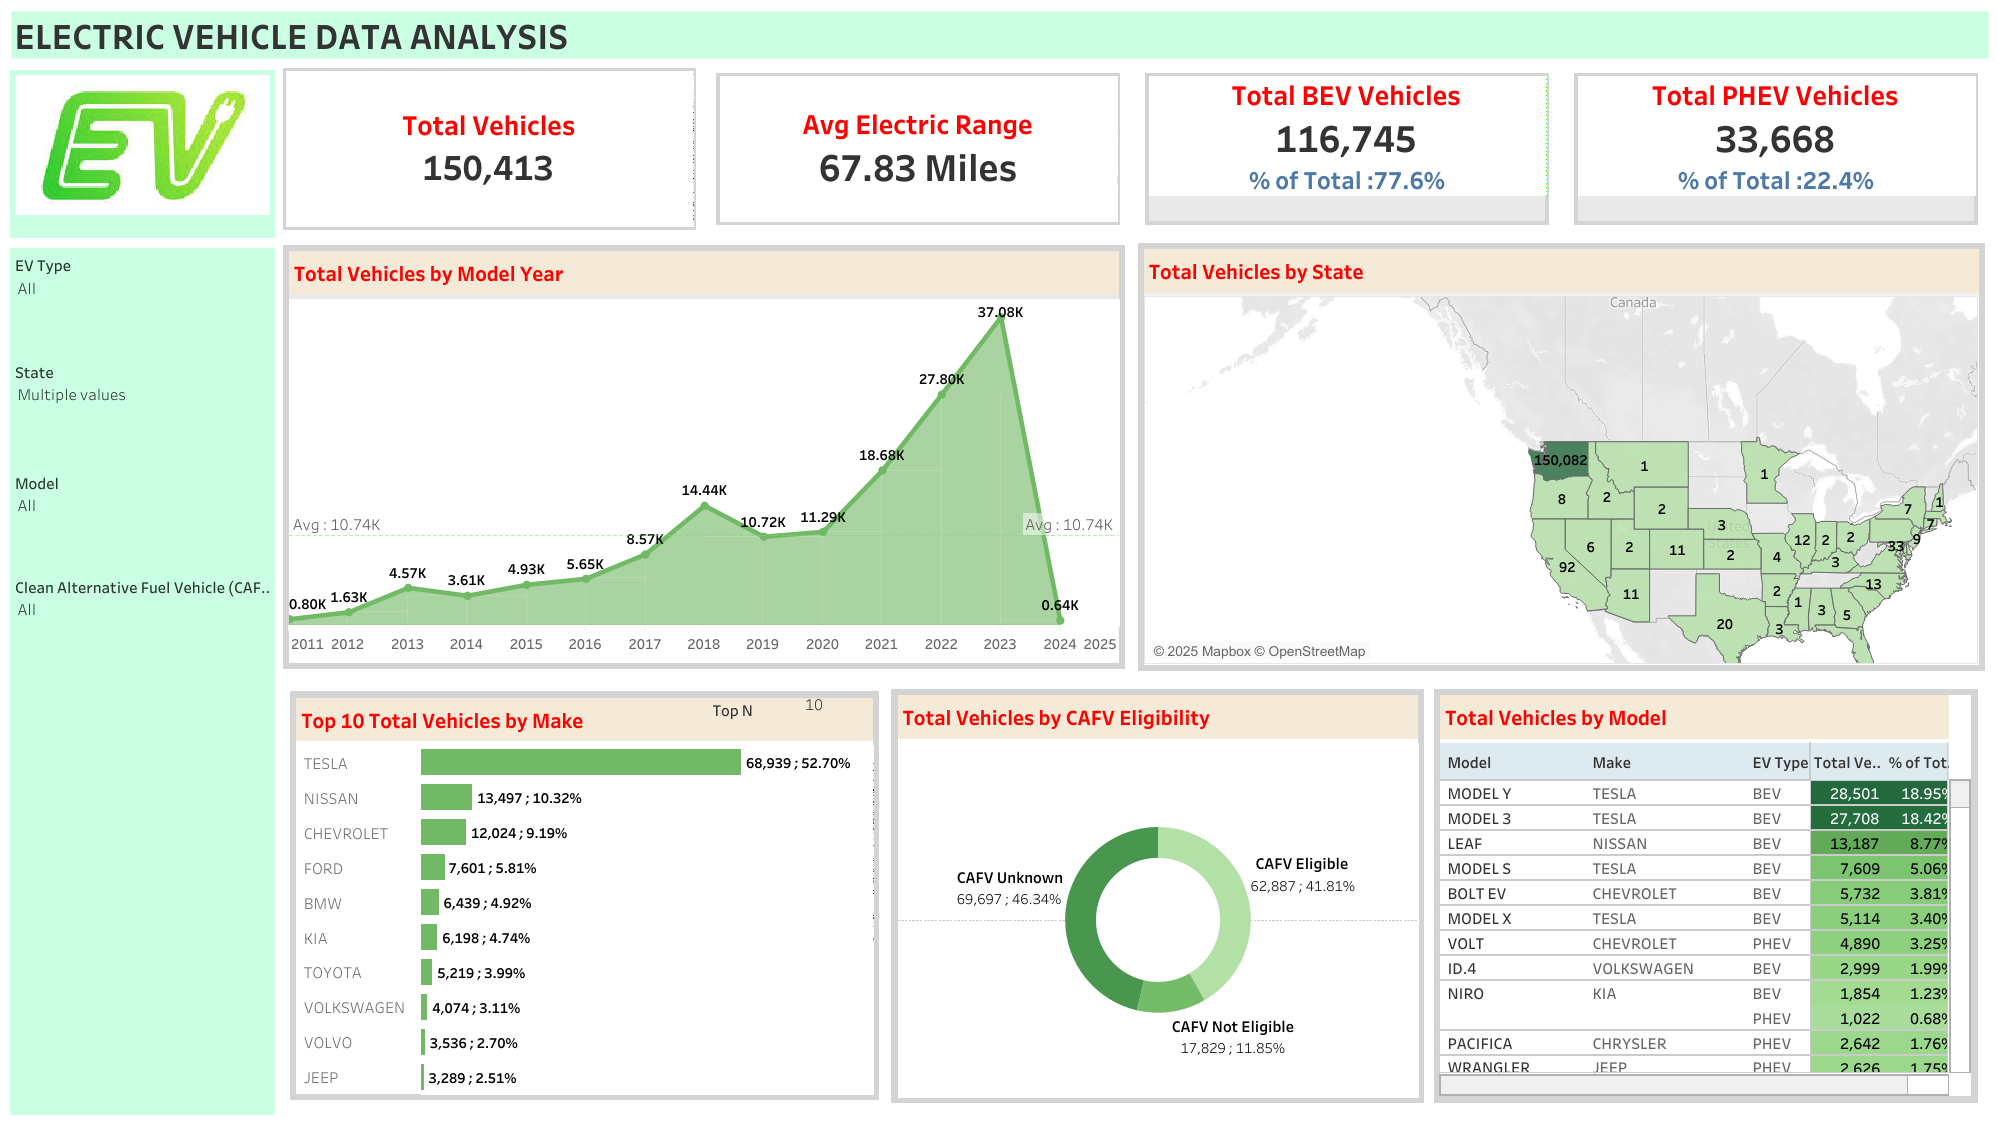 ELECTRIC VEHICLE DATA ANALYSIS
EV
Total Vehicles
150,413
Avg Electric Range
67.83 Miles
Total BEV Vehicles
116,745
% of Total :77.6%
Total PHEV Vehicles
33,668
% of Total :22.4%
EV Type
All
State
Multiple values
Model
All
Clean Alternative Fuel Vehicle (CAF..
All
Total Vehicles by Model Year
37.08K
27.80K
18.68K
14.44K
10.72K
11.29K
8.57K
5.65K
4.93K
3.61K
4.57K
1.63K
0.80K
0.64K
Avg : 10.74K
Avg : 10.74K
2011 2012 2013 2014 2015 2016 2017 2018 2019 2020 2021 2022 2023 2024 2025
Total Vehicles by State
Canada
United
States
150,082
1
1
8
2
2
3
7
1
7
9
6
2
11
2
4
12
2
2
33
3
92
11
2
13
1
3
5
20
3
© 2025 Mapbox © OpenStreetMap
Top 10 Total Vehicles by Make
Top N
10
TESLA 68,939 ; 52.70%
NISSAN 13,497 ; 10.32%
CHEVROLET 12,024 ; 9.19%
FORD 7,601 ; 5.81%
BMW 6,439 ; 4.92%
KIA 6,198 ; 4.74%
TOYOTA 5,219 ; 3.99%
VOLKSWAGEN 4,074 ; 3.11%
VOLVO 3,536 ; 2.70%
JEEP 3,289 ; 2.51%
Total Vehicles by CAFV Eligibility
CAFV Unknown
69,697 ; 46.34%
CAFV Eligible
62,887 ; 41.81%
CAFV Not Eligible
17,829 ; 11.85%
Total Vehicles by Model
Model Make EV Type Total Ve.. % of Tot.
MODEL Y TESLA BEV 28,501 18.95%
MODEL 3 TESLA BEV 27,708 18.42%
LEAF NISSAN BEV 13,187 8.77%
MODEL S TESLA BEV 7,609 5.06%
BOLT EV CHEVROLET BEV 5,732 3.81%
MODEL X TESLA BEV 5,114 3.40%
VOLT CHEVROLET PHEV 4,890 3.25%
ID.4 VOLKSWAGEN BEV 2,999 1.99%
NIRO KIA BEV 1,854 1.23%
PHEV 1,022 0.68%
PACIFICA CHRYSLER PHEV 2,642 1.76%
WRANGLER JEEP PHEV 2,626 1.75%